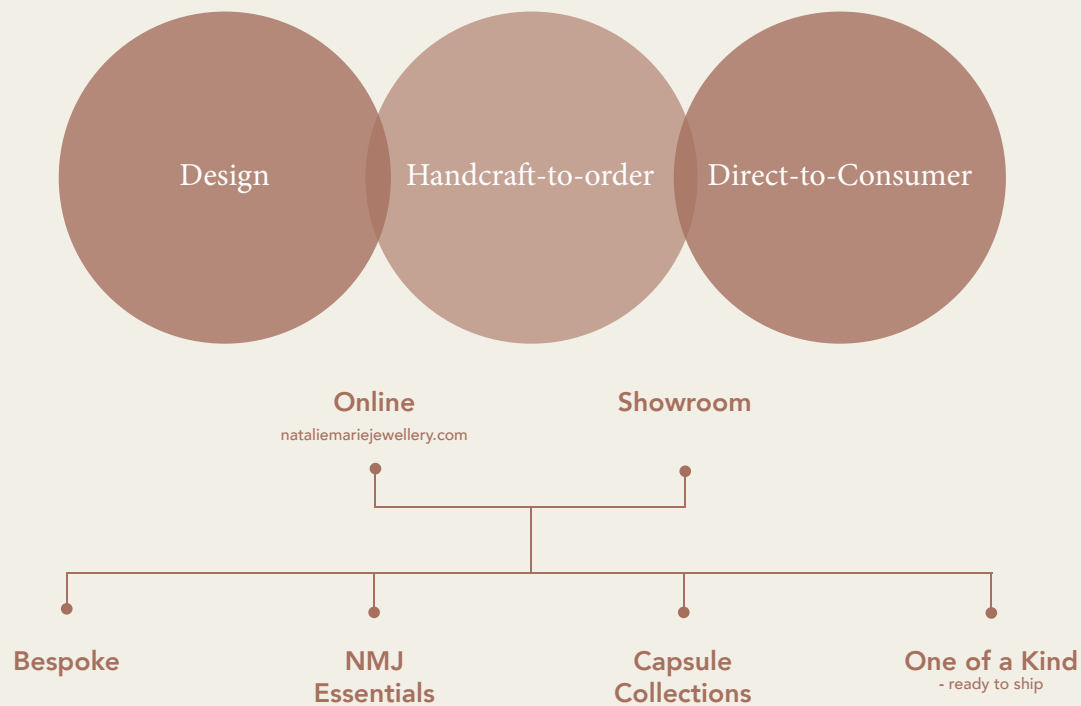 Design
Handcraft-to-order
Direct-to-Consumer
Online
nataliemariejewellery.com
Showroom
Bespoke
NMJ
Essentials
Capsule
Collections
One of a Kind
- ready to ship